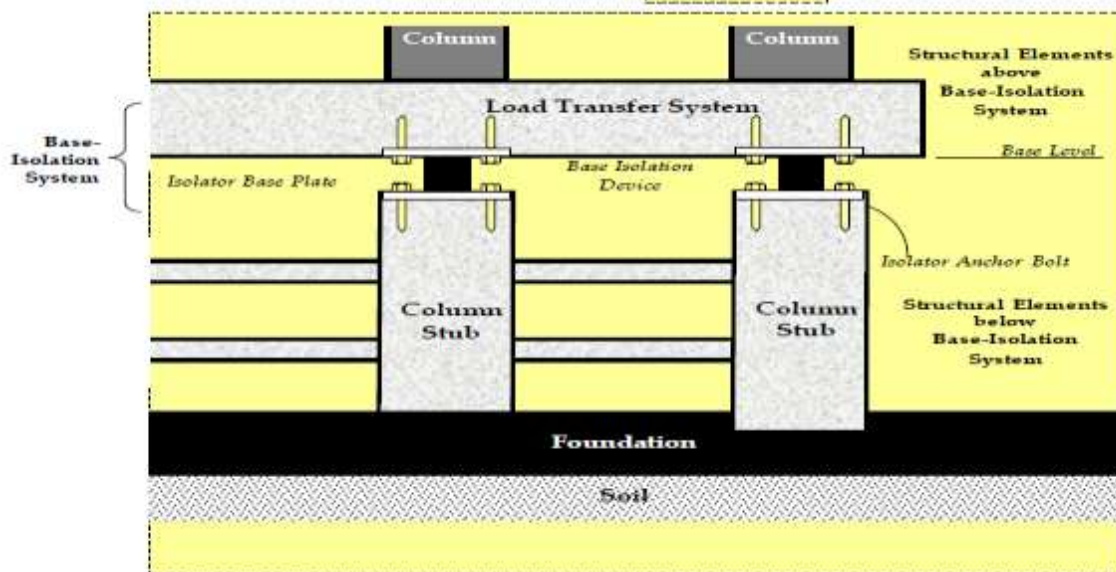 Column
Column
Structural Elements
above
Base-Isolation
System
Load Transfer System
Base-
Isolation
System
Base Level
Isolator Base Plate
Base Isolation
Device
Isolator Anchor Bolt
Column
Stub
Column
Stub
Structural Elements
below
Base-Isolation
System
Foundation
Soil